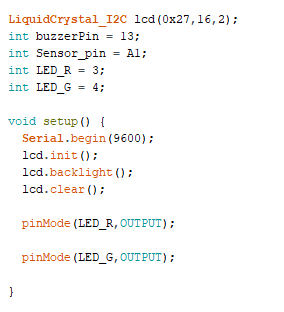 LiquidCrystal_I2C lcd(0x27,16,2);
int buzzerPin = 13;
int Sensor_pin = A1;
int LED_R = 3;
int LED_G = 4;
void setup() {
Serial.begin(9600);
lcd.init();
lcd.backlight();
lcd.clear();
pinMode(LED_R,OUTPUT);
pinMode(LED_G,OUTPUT);
}